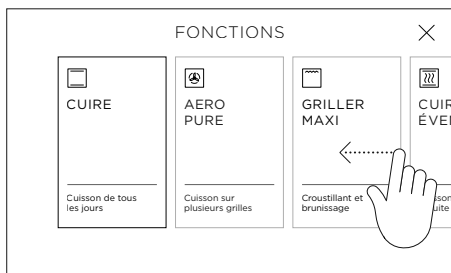 FONCTIONS
CUIRE
Cuisson de tous
les jours
AERO
PURE
Cuisson sur
plusieurs grilles
GRILLER
MAXI
Croustillant et
brunissage